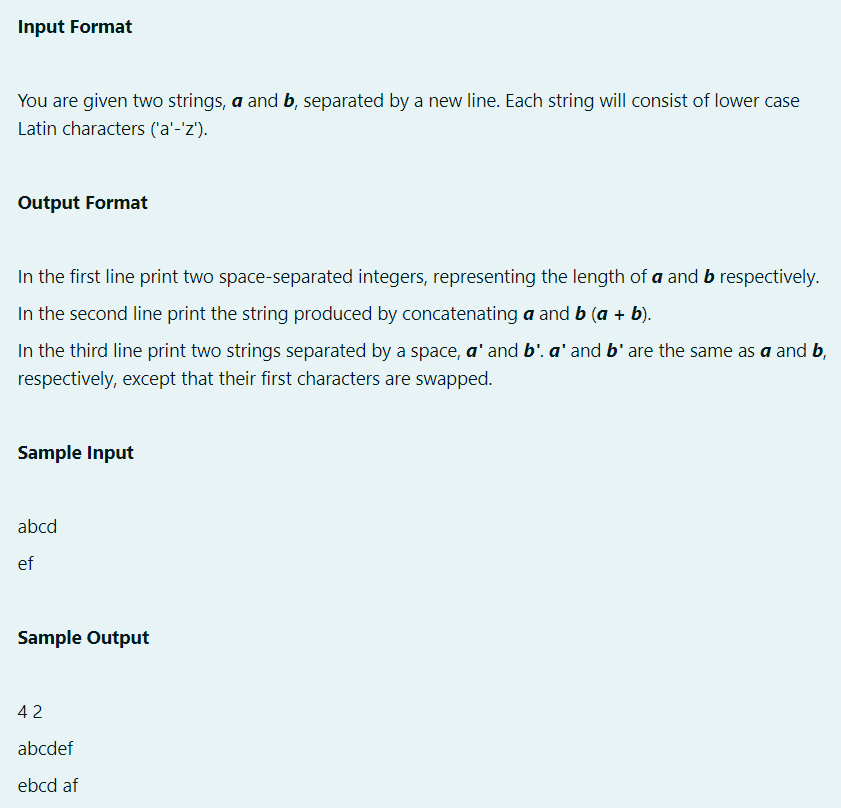 Input Format
You are given two strings, a and b, separated by a new line. Each string will consist of lower case
Latin characters ('a'-'z').
Output Format
In the first line print two space-separated integers, representing the length of a and b respectively.
In the second line print the string produced by concatenating a and b (a + b).
In the third line print two strings separated by a space, a' and b'. a' and b' are the same as a and b,
respectively, except that their first characters are swapped.
Sample Input
abcd
ef
Sample Output
4 2
abcdef
ebcd af